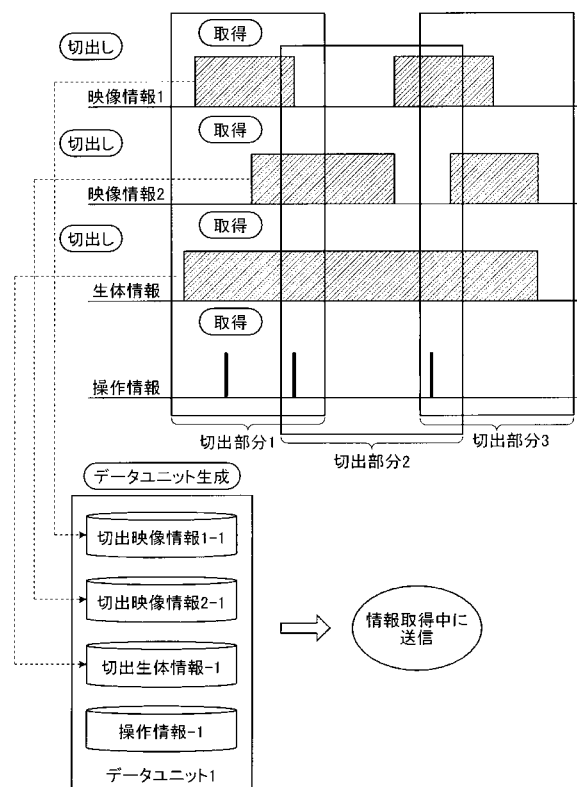 取得
切出し
映像情報1
取得
切出し
映像情報2
取得
切出し
生体情報
取得
操作情報
切出部分1
切出部分2
切出部分3
データユニット生成
切出映像情報1-1
切出映像情報2-1
切出生体情報-1
操作情報-1
データユニット1
情報取得中に
送信